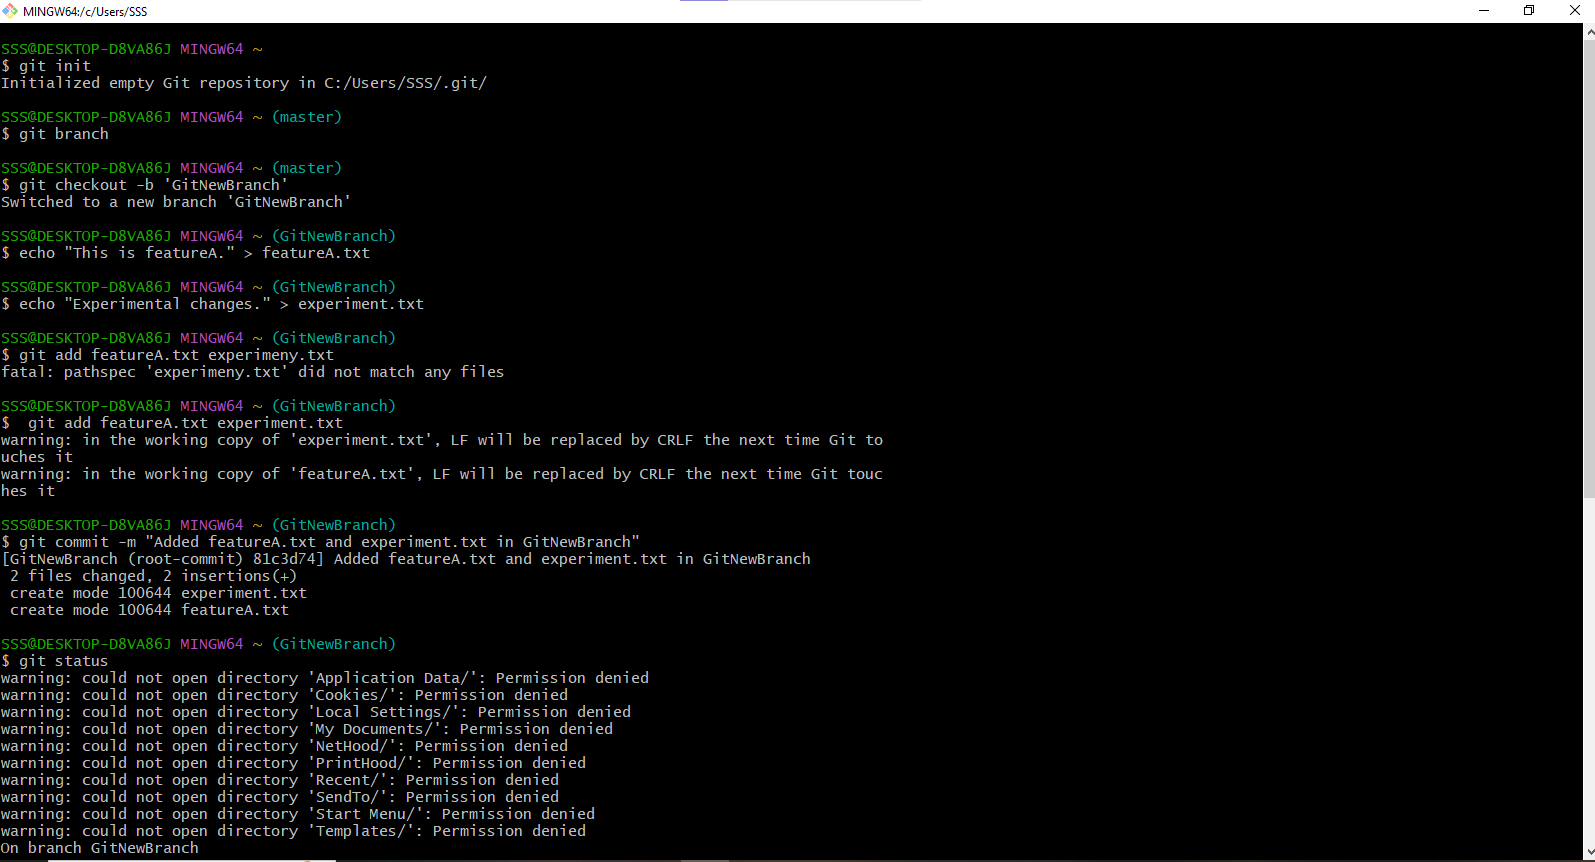 MINGW64:/c/Users/SSS
SSS@DESKTOP-D8VA86J MINGW64 ~
$ git init
Initialized empty Git repository in C:/Users/SSS/.git/
SSS@DESKTOP-D8VA86J MINGW64 ~ (master)
$ git branch
SSS@DESKTOP-D8VA86J MINGW64 ~ (master)
$ git checkout -b 'GitNewBranch'
Switched to a new branch 'GitNewBranch'
SSS@DESKTOP-D8VA86J MINGW64 ~ (GitNewBranch)
$ echo "This is featureA." > featureA.txt
SSS@DESKTOP-D8VA86J MINGW64 ~ (GitNewBranch)
$ echo "Experimental changes." > experiment.txt
SSS@DESKTOP-D8VA86J MINGW64 ~ (GitNewBranch)
$ git add featureA.txt experimeny.txt
fatal: pathspec 'experimeny.txt' did not match any files
SSS@DESKTOP-D8VA86J MINGW64 ~ (GitNewBranch)
$  git add featureA.txt experiment.txt
warning: in the working copy of 'experiment.txt', LF will be replaced by CRLF the next time Git to
uches it
warning: in the working copy of 'featureA.txt', LF will be replaced by CRLF the next time Git touc
hes it
SSS@DESKTOP-D8VA86J MINGW64 ~ (GitNewBranch)
$ git commit -m "Added featureA.txt and experiment.txt in GitNewBranch"
[GitNewBranch (root-commit) 81c3d74] Added featureA.txt and experiment.txt in GitNewBranch
 2 files changed, 2 insertions(+)
 create mode 100644 experiment.txt
 create mode 100644 featureA.txt
SSS@DESKTOP-D8VA86J MINGW64 ~ (GitNewBranch)
$ git status
warning: could not open directory 'Application Data/': Permission denied
warning: could not open directory 'Cookies/': Permission denied
warning: could not open directory 'Local Settings/': Permission denied
warning: could not open directory 'My Documents/': Permission denied
warning: could not open directory 'NetHood/': Permission denied
warning: could not open directory 'PrintHood/': Permission denied
warning: could not open directory 'Recent/': Permission denied
warning: could not open directory 'SendTo/': Permission denied
warning: could not open directory 'Start Menu/': Permission denied
warning: could not open directory 'Templates/': Permission denied
On branch GitNewBranch